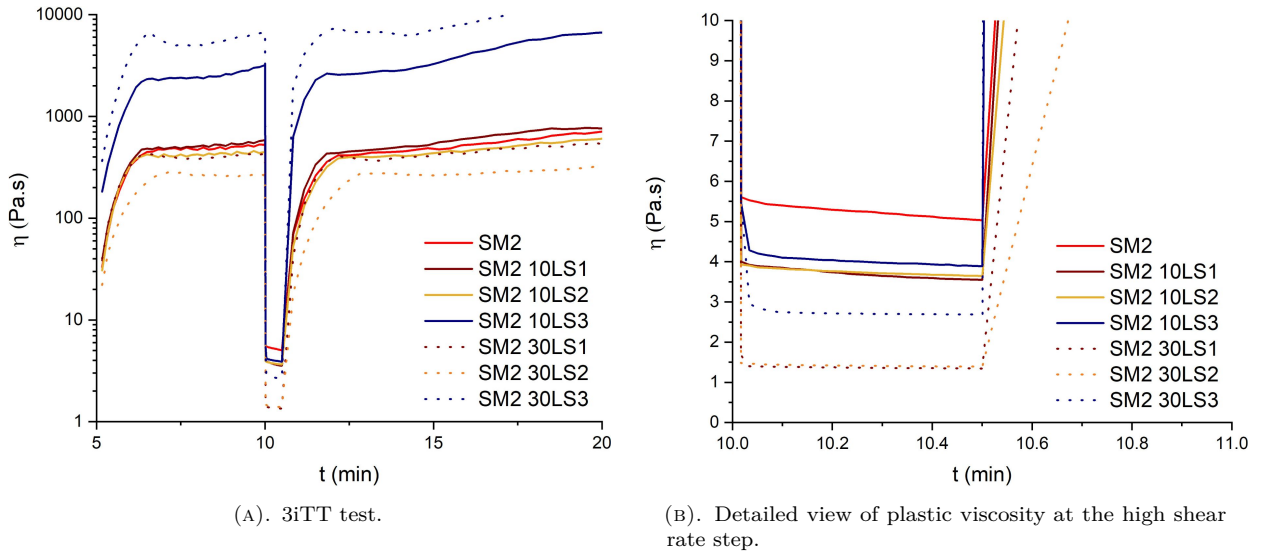 10000
1000
100
10
1
η (Pa.s)
5
10
15
20
t (min)
SM2
SM2 10LS1
SM2 10LS2
SM2 10LS3
SM2 30LS1
SM2 30LS2
SM2 30LS3
(A). 3iTT test.
10
9
8
7
6
5
4
3
2
1
0
η (Pa.s)
10.0
10.2
10.4
10.6
10.8
11.0
t (min)
SM2
SM2 10LS1
SM2 10LS2
SM2 10LS3
SM2 30LS1
SM2 30LS2
SM2 30LS3
(B). Detailed view of plastic viscosity at the high shear
rate step.